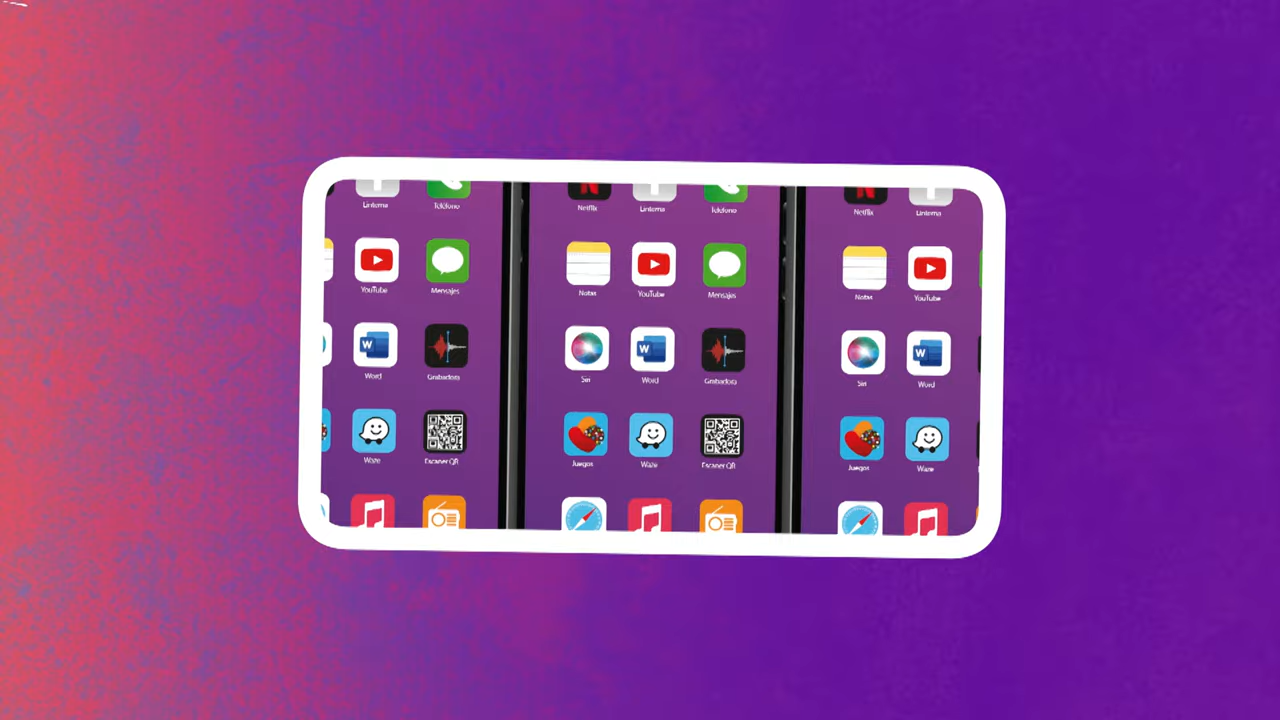 Linterna Teléfono Netflix Linterna Teléfono Netflix Linterna
YouTube Mensajes Notas YouTube Mensajes Notas YouTube
W W W
Word Grabadora Siri Word Grabadora Siri Word
Waze Escaner QR Juegos Waze Escaner QR Juegos Waze